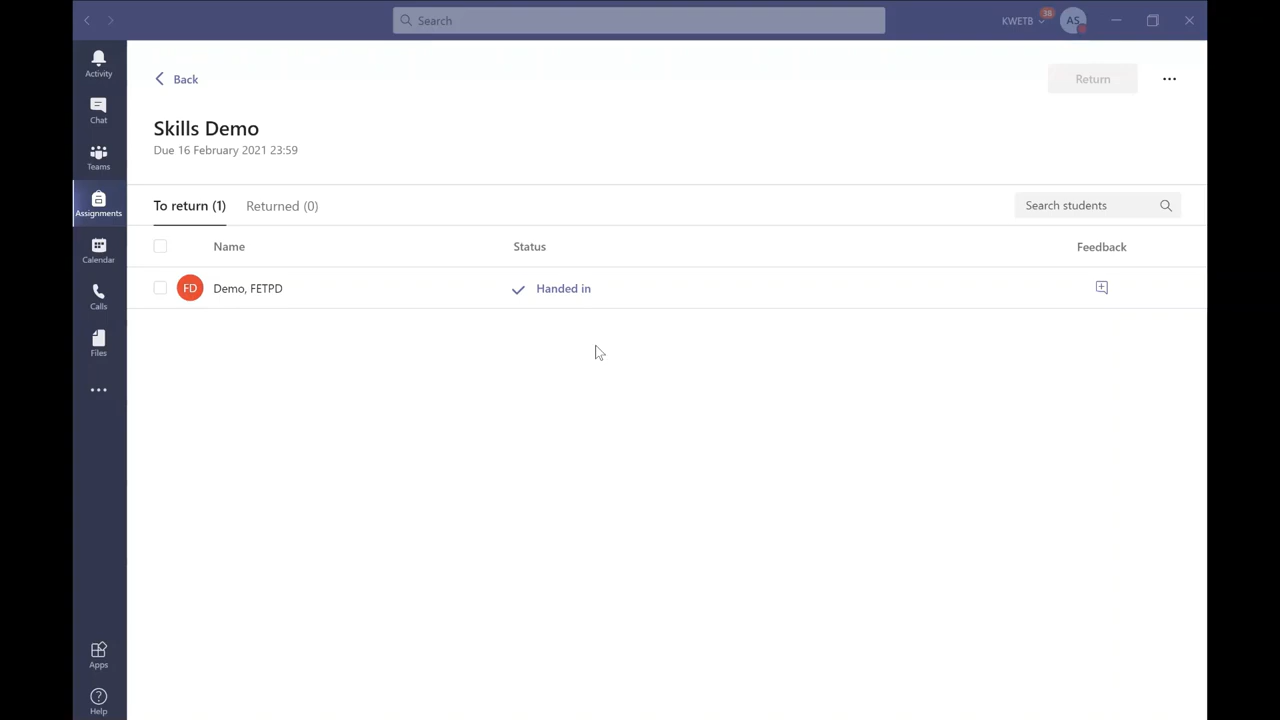 Search
KWETB
38
AS
Activity
Chat
Teams
Assignments
Calendar
Calls
Files
Apps
Help
Back
Return
Skills Demo
Due 16 February 2021 23:59
To return (1)
Returned (0)
Search students
Name
Status
Feedback
FD
Demo, FETPD
Handed in